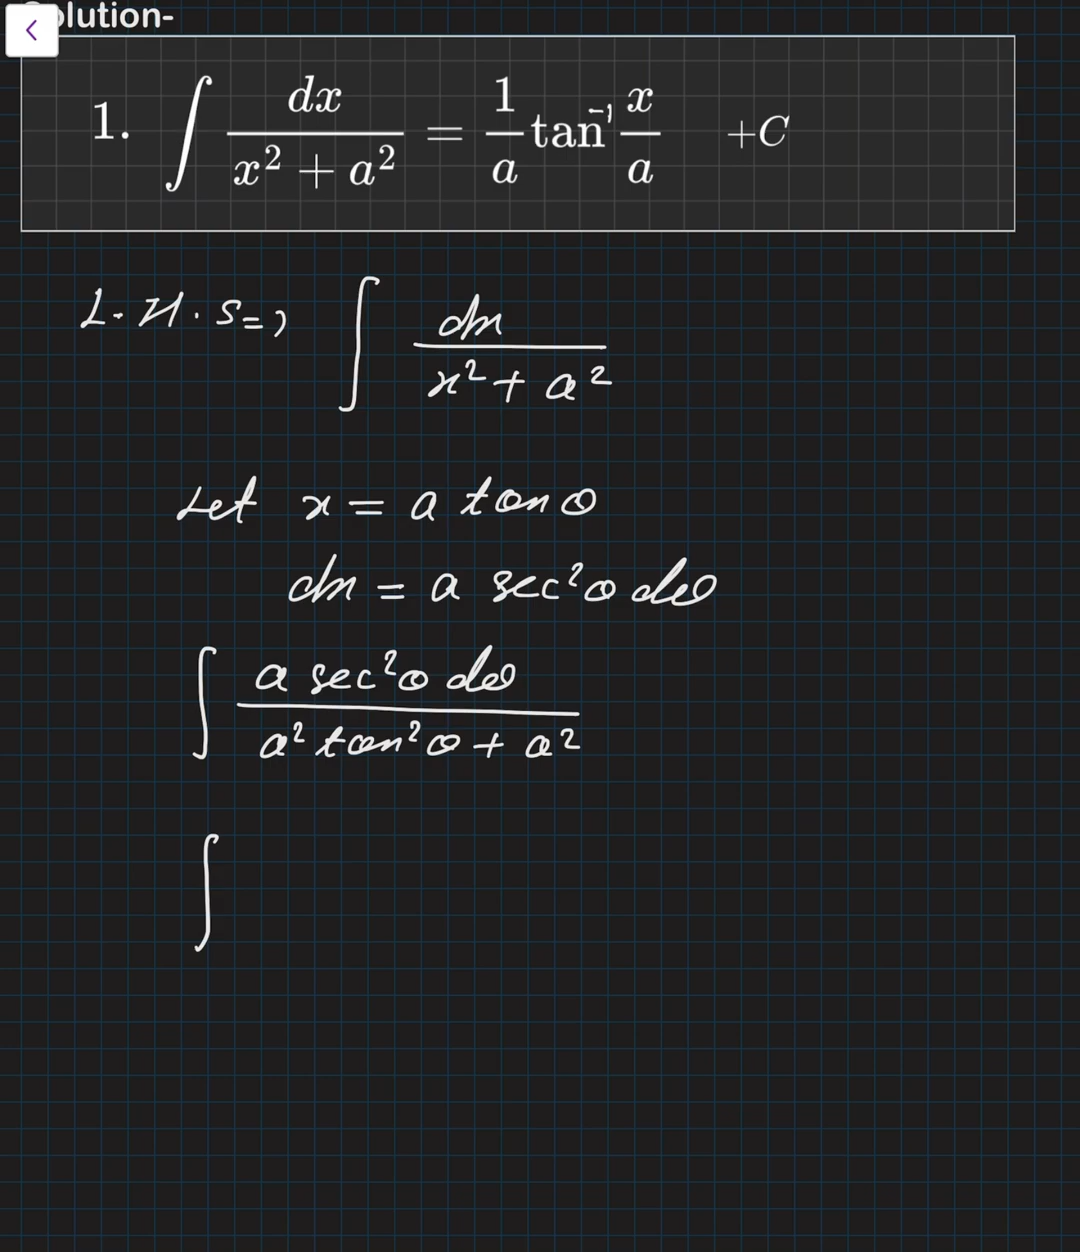 olution-
1. ∫ dx / (x² + a²) = 1/a tan⁻¹ x/a +C
L.H.S => ∫ dx / (x² + a²)
Let x = a tan θ
dx = a sec²θ dθ
∫ a sec²θ dθ / (a² tan²θ + a²)
∫